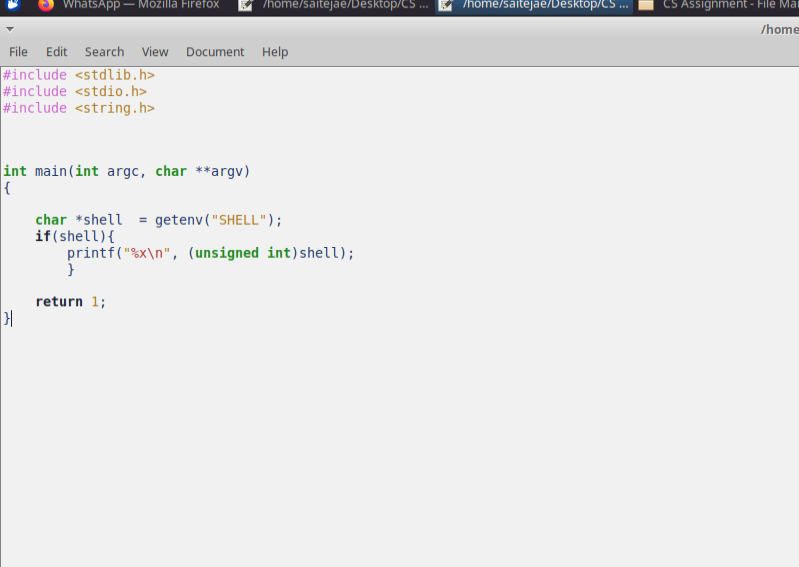 WhatsApp — Mozilla Firefox /home/saitejae/Desktop/CS ... /home/saitejae/Desktop/CS ... CS Assignment - File Ma
/home
File Edit Search View Document Help
#include <stdlib.h>
#include <stdio.h>
#include <string.h>
int main(int argc, char **argv)
{
    char *shell  = getenv("SHELL");
    if(shell){
        printf("%x\n", (unsigned int)shell);
        }
    return 1;
}